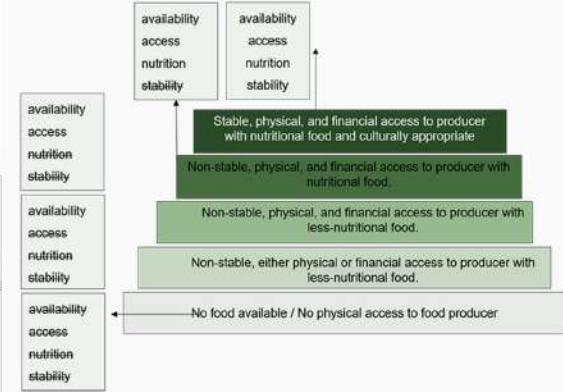 availability
access
nutrition
stability
availability
access
nutrition
stability
availability
access
nutrition
stability
Stable, physical, and financial access to producer
with nutritional food and culturally appropriate
Non-stable, physical, and financial access to producer with
nutritional food.
availability
access
nutrition
stability
Non-stable, physical, and financial access to producer with
less-nutritional food.
Non-stable, either physical or financial access to producer with
less-nutritional food.
availability
access
nutrition
stability
No food available / No physical access to food producer